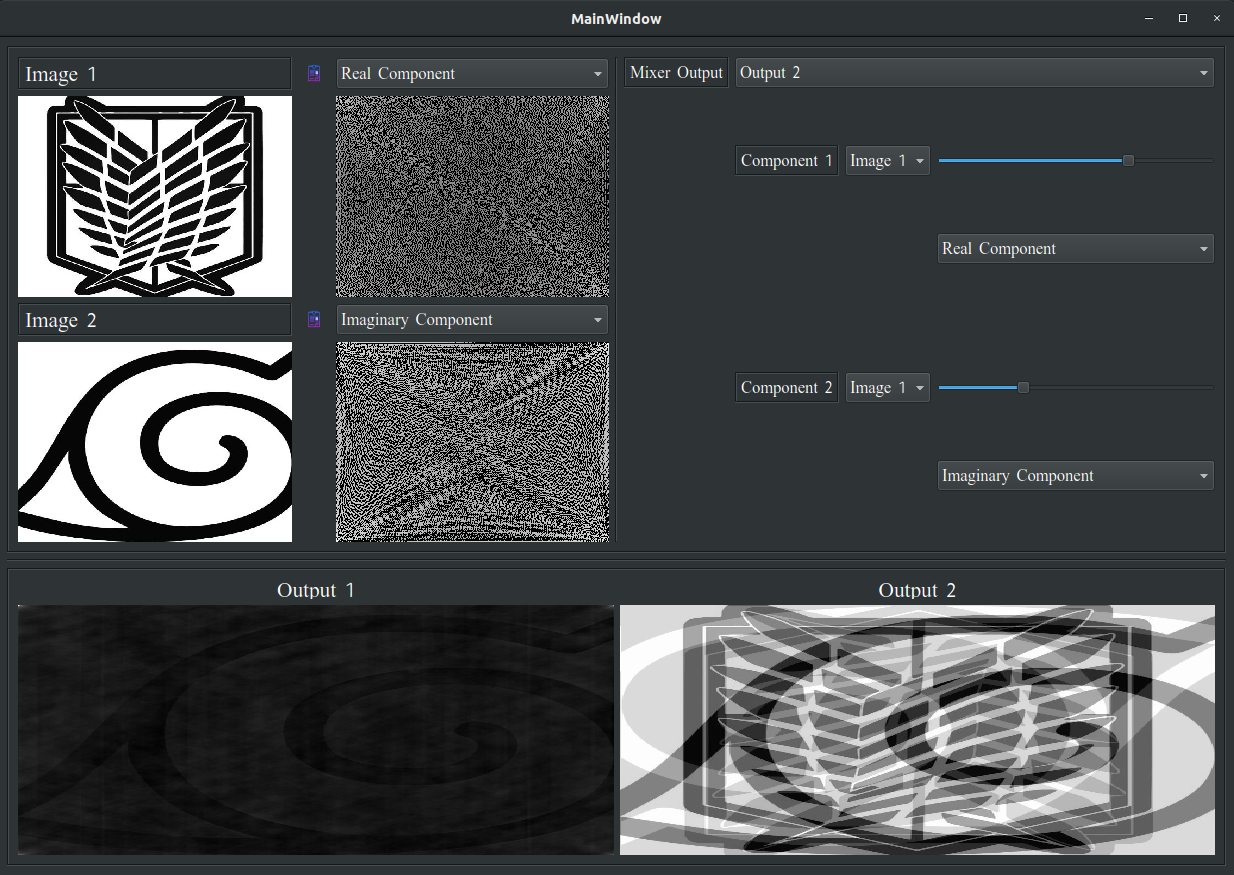 MainWindow
Image 1
Real Component
Mixer Output
Output 2
Component 1
Image 1
Real Component
Image 2
Imaginary Component
Component 2
Image 1
Imaginary Component
Output 1
Output 2